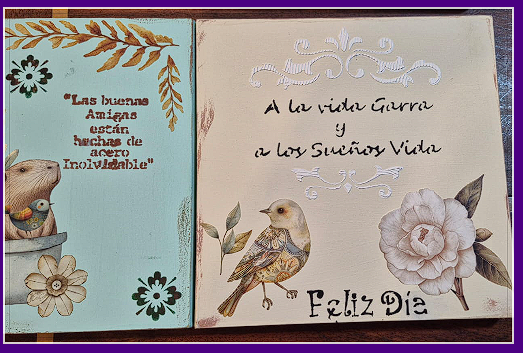 "Las buenas
Amigas
están
hechas de
acero
Inolvidable"
A la vida Garra
y
a los Sueños Vida
Feliz Día